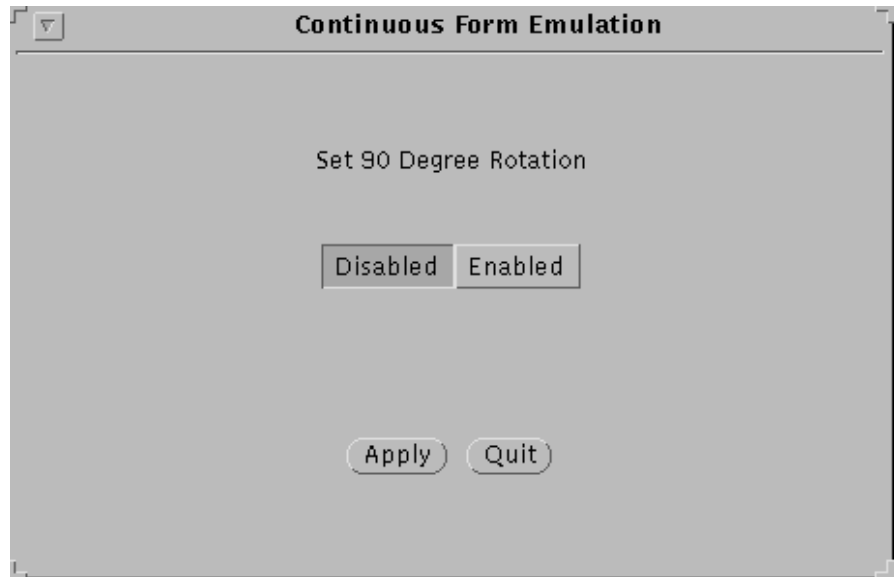 Continuous Form Emulation
Set 90 Degree Rotation
Disabled Enabled
Apply Quit